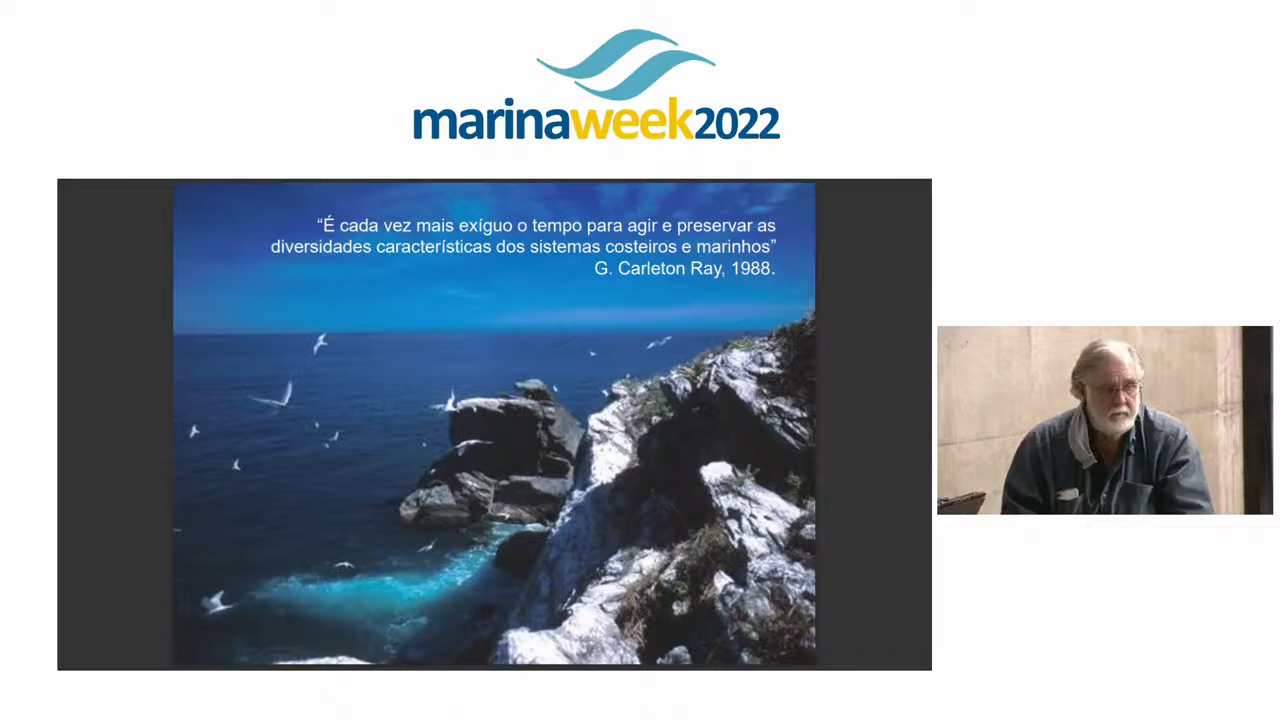 marinaweek2022
“É cada vez mais exíguo o tempo para agir e preservar as
diversidades características dos sistemas costeiros e marinhos”
G. Carleton Ray, 1988.